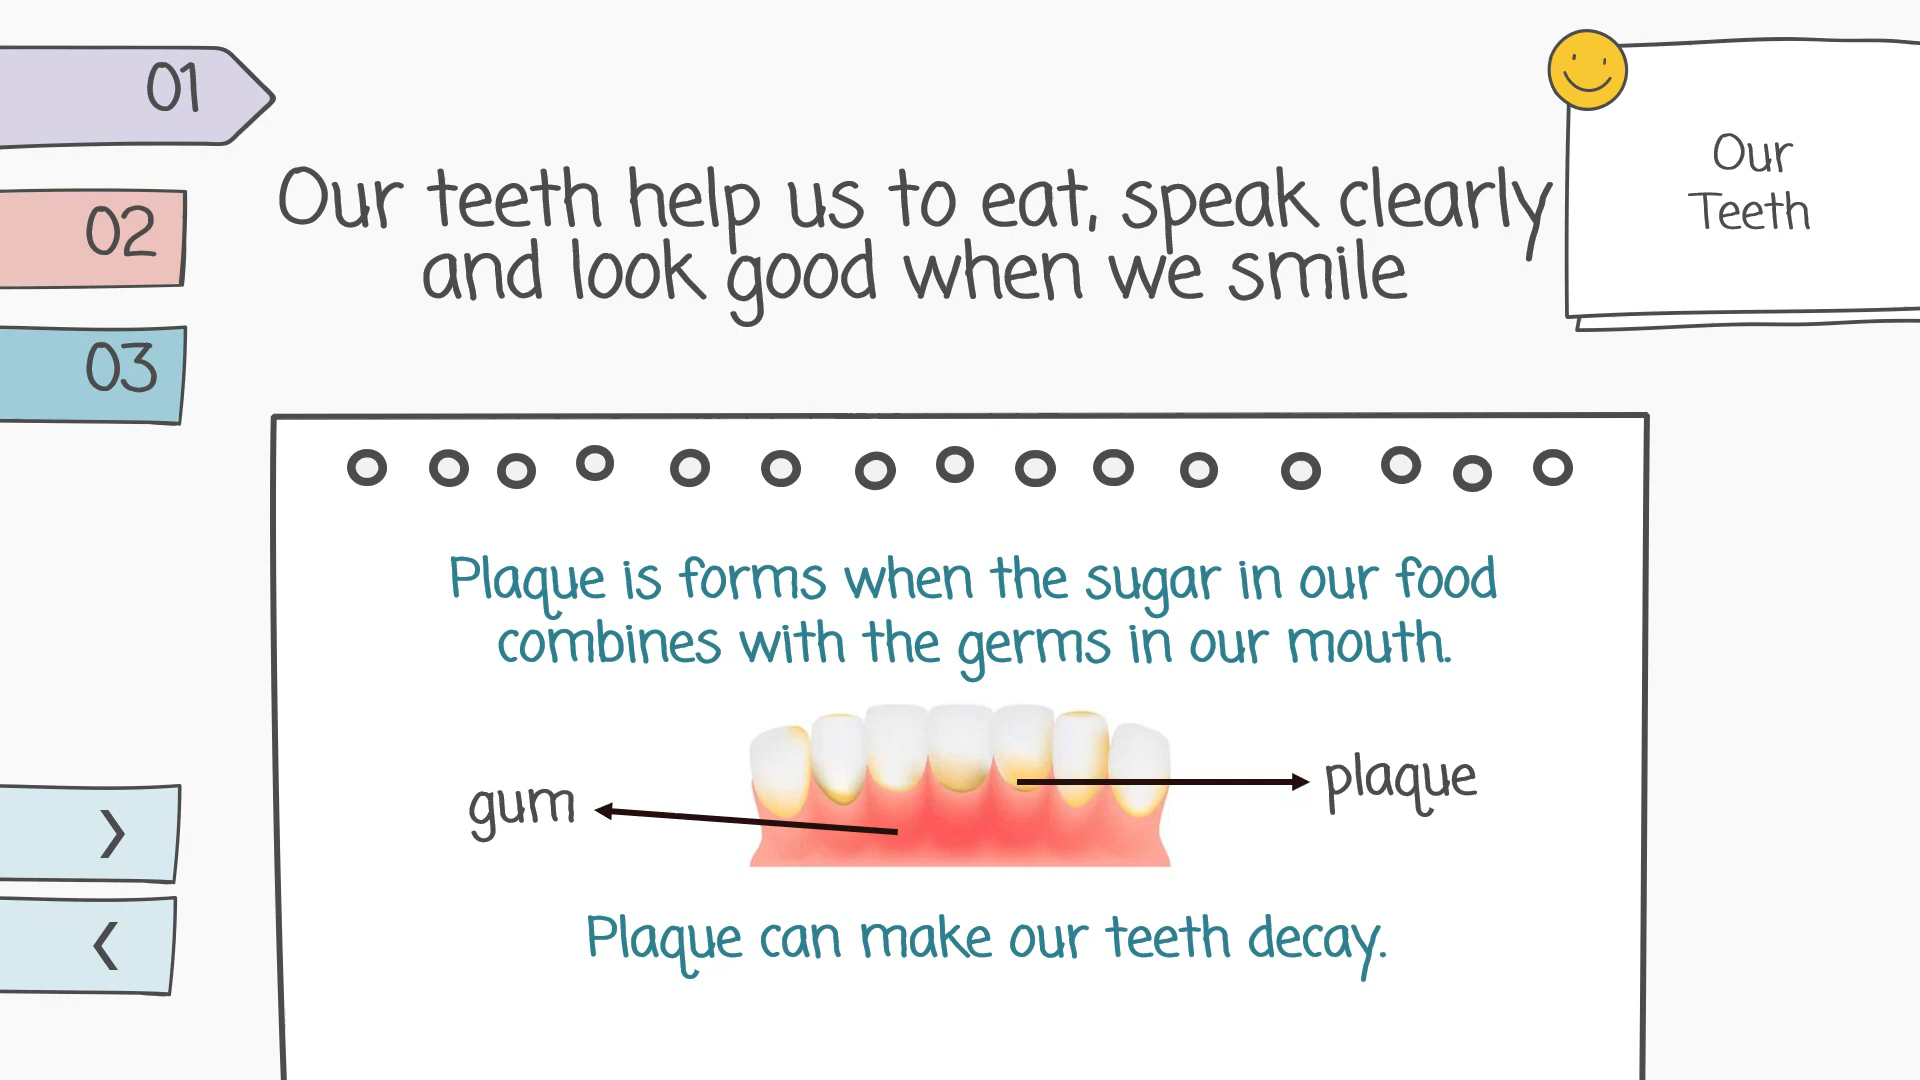 01
02
03
Our teeth help us to eat, speak clearly
and look good when we smile
Our
Teeth
Plaque is forms when the sugar in our food
combines with the germs in our mouth.
gum
plaque
Plaque can make our teeth decay.